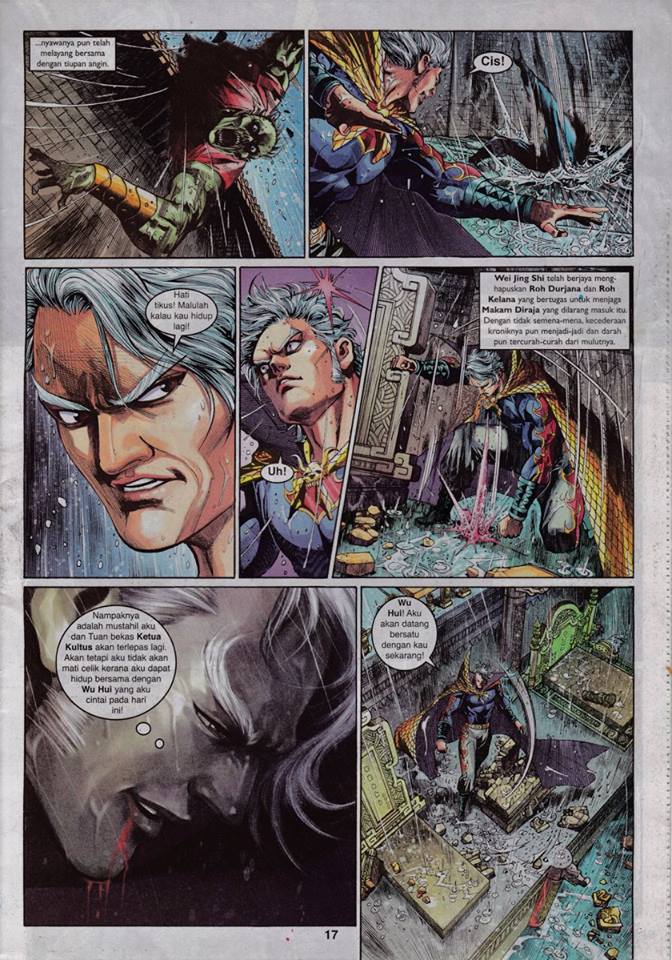 ...nyawanya pun telah
melayang bersama
dengan tiupan angin.
Cis!
Hati
tikus! Malulah
kalau kau hidup
lagi!
Uh!
Wei Jing Shi telah berjaya meng-
hapuskan Roh Durjana dan Roh
Kelana yang bertugas untuk menjaga
Makam Diraja yang dilarang masuk itu.
Dengan tidak semena-mena, kecederaan
kroniknya pun menjadi-jadi dan darah
pun tercurah-curah dari mulutnya.
Nampaknya
adalah mustahil aku
dan Tuan bekas Ketua
Kultus akan terlepas lagi.
Akan tetapi aku tidak akan
mati celik kerana aku dapat
hidup bersama dengan
Wu Hui yang aku
cintai pada hari
ini!
Wu
Hui! Aku
akan datang
bersatu
dengan kau
sekarang!
17